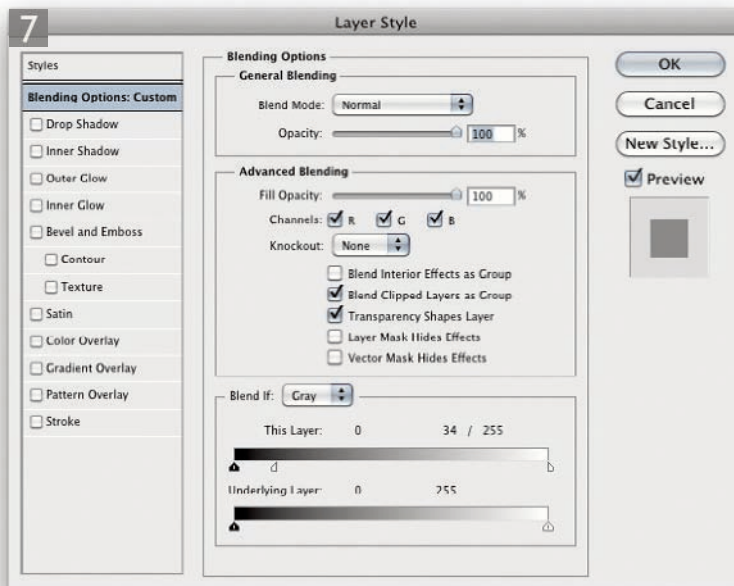 7
Layer Style
Styles
Blending Options: Custom
Drop Shadow
Inner Shadow
Outer Glow
Inner Glow
Bevel and Emboss
Contour
Texture
Satin
Color Overlay
Gradient Overlay
Pattern Overlay
Stroke
Blending Options
General Blending
Blend Mode: Normal
Opacity: 100 %
Advanced Blending
Fill Opacity: 100 %
Channels: R G B
Knockout: None
Blend Interior Effects as Group
Blend Clipped Layers as Group
Transparency Shapes Layer
Layer Mask Hides Effects
Vector Mask Hides Effects
Blend If: Gray
This Layer: 0 34 / 255
Underlying Layer: 0 255
OK
Cancel
New Style...
Preview